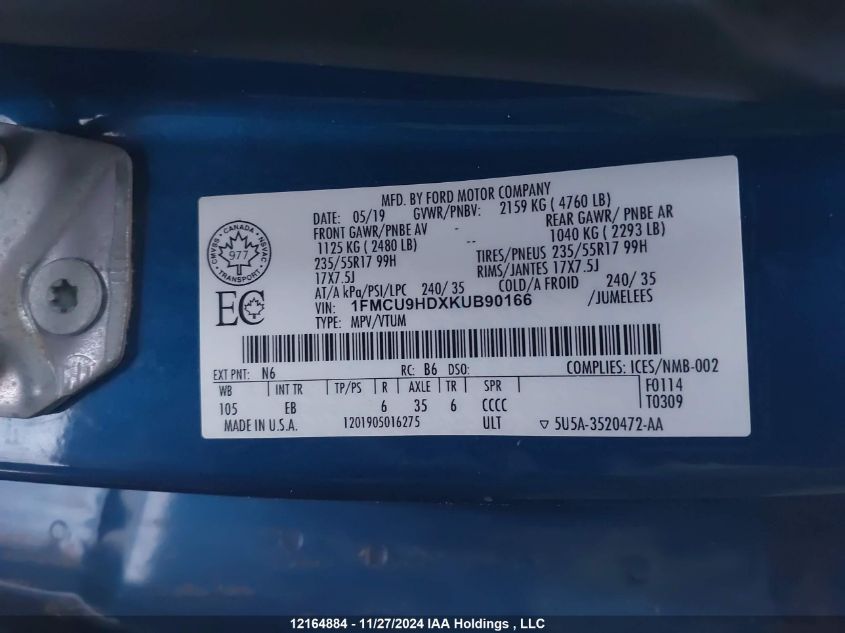 MFD. BY FORD MOTOR COMPANY
DATE: 05/19 GVWR/PNBV: 2159 KG ( 4760 LB)
FRONT GAWR/PNBE AV -- REAR GAWR/ PNBE AR
1125 KG ( 2480 LB) 1040 KG ( 2293 LB)
235/55R17 99H TIRES/PNEUS 235/55R17 99H
17X7.5J RIMS/JANTES 17X7.5J
AT/A kPa/PSI/LPC 240/ 35 COLD/A FROID 240/ 35
VIN: 1FMCU9HDXKUB90166 /JUMELEES
TYPE: MPV/VTUM
CMVSS - CANADA - NSVAC
977
TRANSPORT
EC
EXT PNT: N6 RC: B6 DSO: COMPLIES: ICES/NMB-002
WB INT TR TP/PS R AXLE TR SPR F0114
105 EB 6 35 6 CCCC T0309
MADE IN U.S.A. 1201905016275 ULT ▽ 5U5A-3520472-AA
12164884 - 11/27/2024 IAA Holdings , LLC